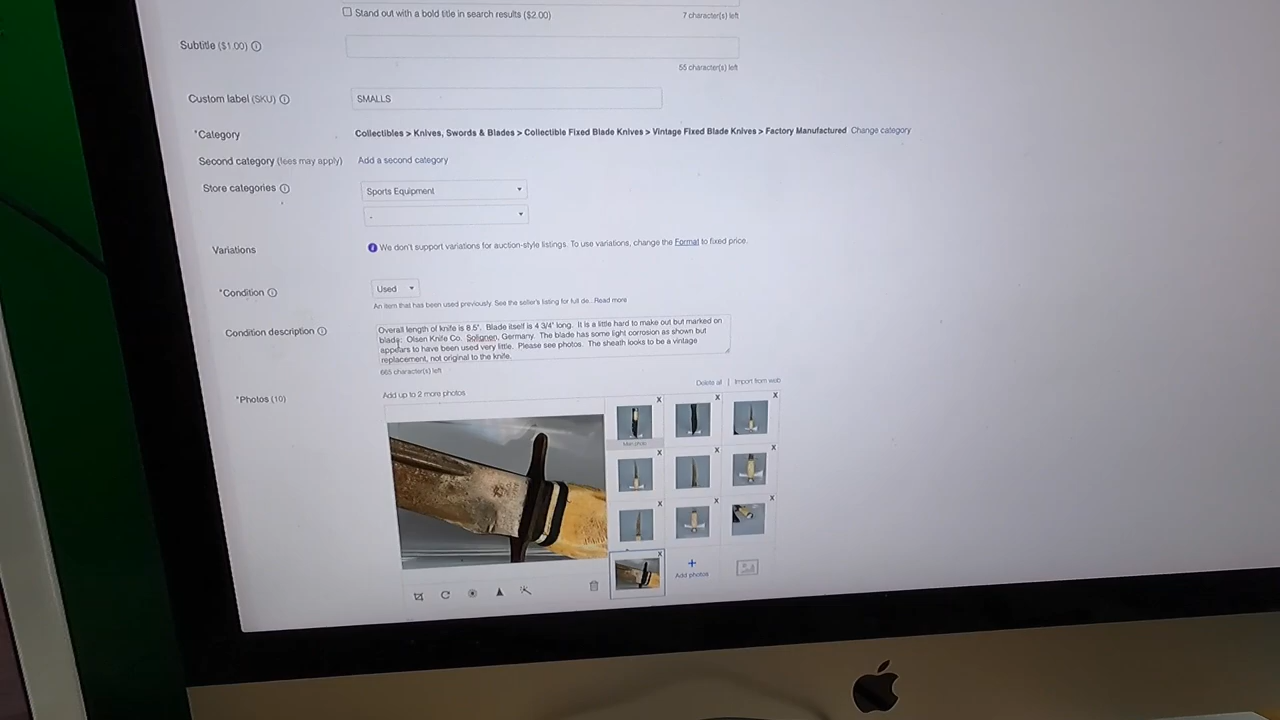 Stand out with a bold title in search results ($2.00)
7 character(s) left
Subtitle ($1.00)
55 character(s) left
Custom label (SKU)
SMALLS
*Category
Collectibles > Knives, Swords & Blades > Collectible Fixed Blade Knives > Vintage Fixed Blade Knives > Factory Manufactured Change category
Second category (fees may apply)
Add a second category
Store categories
Sports Equipment
-
Variations
We don't support variations for auction-style listings. To use variations, change the Format to fixed price.
*Condition
Used
An item that has been used previously. See the seller's listing for full de...Read more
Condition description
Overall length of knife is 8.5". Blade itself is 4 3/4" long. It is a little hard to make out but marked on
blade: Olsen Knife Co. Solignen, Germany. The blade has some light corrosion as shown but
appears to have been used very little. Please see photos. The sheath looks to be a vintage
replacement, not original to the knife.
665 character(s) left
*Photos (10)
Add up to 2 more photos
Delete all | Import from web
Main photo
Add photos